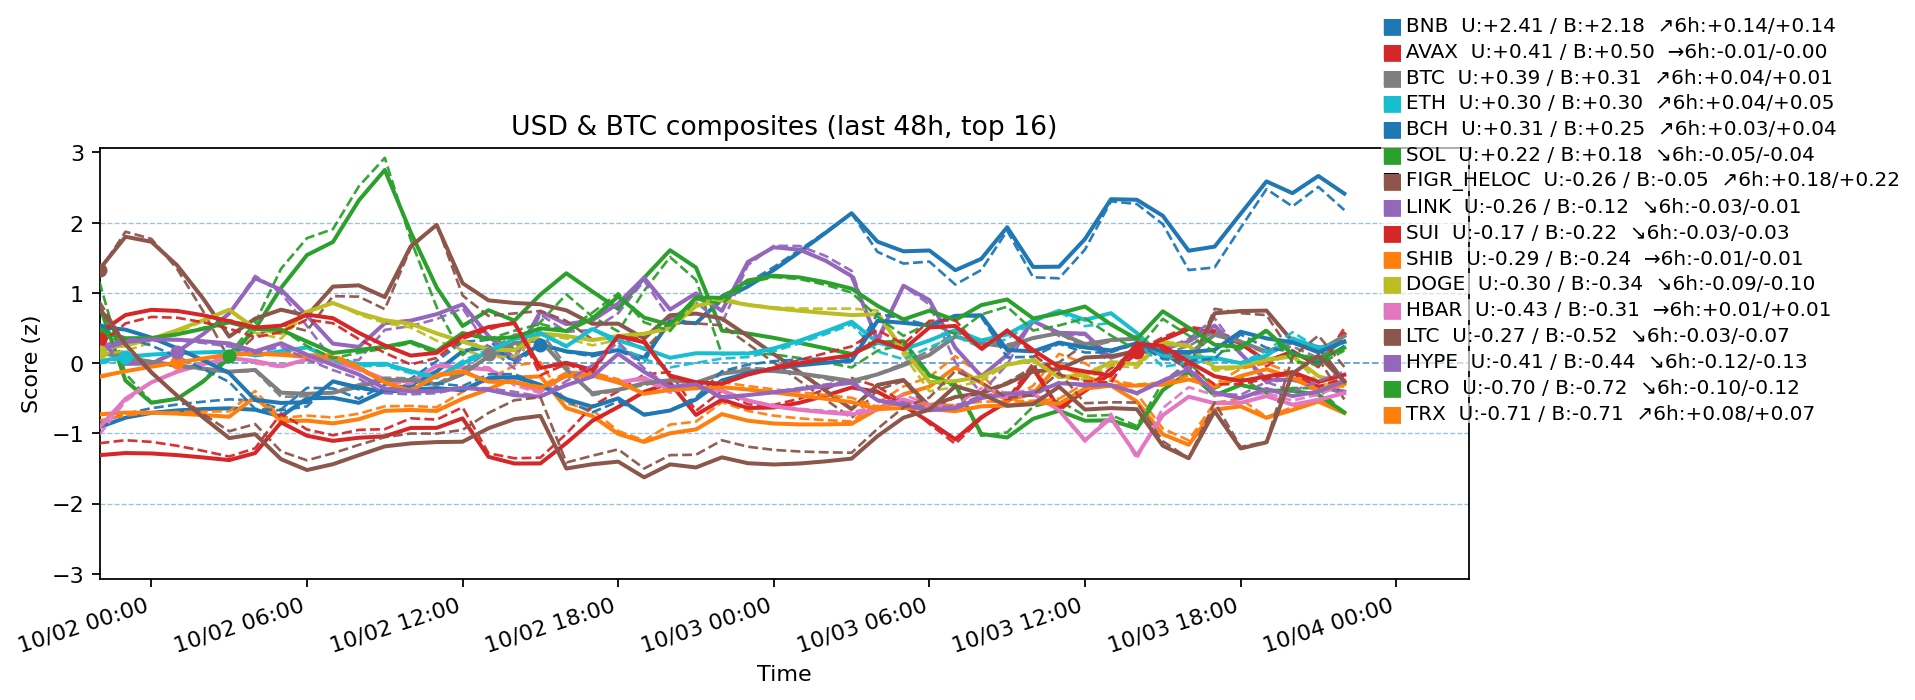 BNB U:+2.41 / B:+2.18 ↗6h:+0.14/+0.14
AVAX U:+0.41 / B:+0.50 →6h:-0.01/-0.00
BTC U:+0.39 / B:+0.31 ↗6h:+0.04/+0.01
ETH U:+0.30 / B:+0.30 ↗6h:+0.04/+0.05
BCH U:+0.31 / B:+0.25 ↗6h:+0.03/+0.04
SOL U:+0.22 / B:+0.18 ↘6h:-0.05/-0.04
FIGR_HELOC U:-0.26 / B:-0.05 ↗6h:+0.18/+0.22
LINK U:-0.26 / B:-0.12 ↘6h:-0.03/-0.01
SUI U:-0.17 / B:-0.22 ↘6h:-0.03/-0.03
SHIB U:-0.29 / B:-0.24 →6h:-0.01/-0.01
DOGE U:-0.30 / B:-0.34 ↘6h:-0.09/-0.10
HBAR U:-0.43 / B:-0.31 →6h:+0.01/+0.01
LTC U:-0.27 / B:-0.52 ↘6h:-0.03/-0.07
HYPE U:-0.41 / B:-0.44 ↘6h:-0.12/-0.13
CRO U:-0.70 / B:-0.72 ↘6h:-0.10/-0.12
TRX U:-0.71 / B:-0.71 ↗6h:+0.08/+0.07
USD & BTC composites (last 48h, top 16)
Score (z)
3
2
1
0
−1
−2
−3
10/02 00:00
10/02 06:00
10/02 12:00
10/02 18:00
10/03 00:00
10/03 06:00
10/03 12:00
10/03 18:00
10/04 00:00
Time